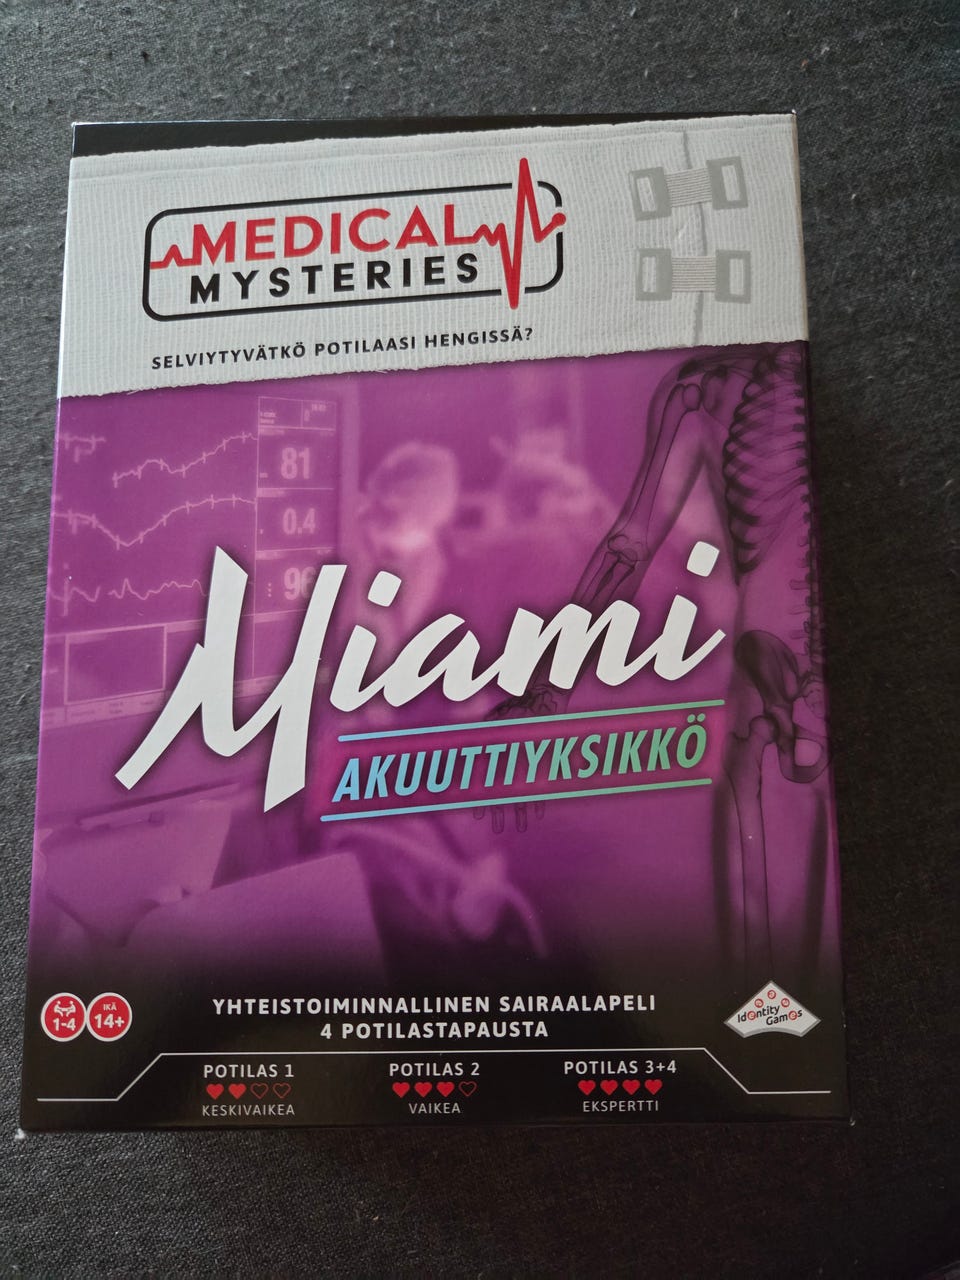 MEDICAL
MYSTERIES
SELVIYTYVÄTKÖ POTILAASI HENGISSÄ?
81
0.4
96
Miami
AKUUTTIYKSIKKÖ
YHTEISTOIMINNALLINEN SAIRAALAPELI
4 POTILASTAPAUSTA
1-4
IKÄ
14+
Identity
Games
POTILAS 1
KESKIVAIKEA
POTILAS 2
VAIKEA
POTILAS 3+4
EKSPERTTI